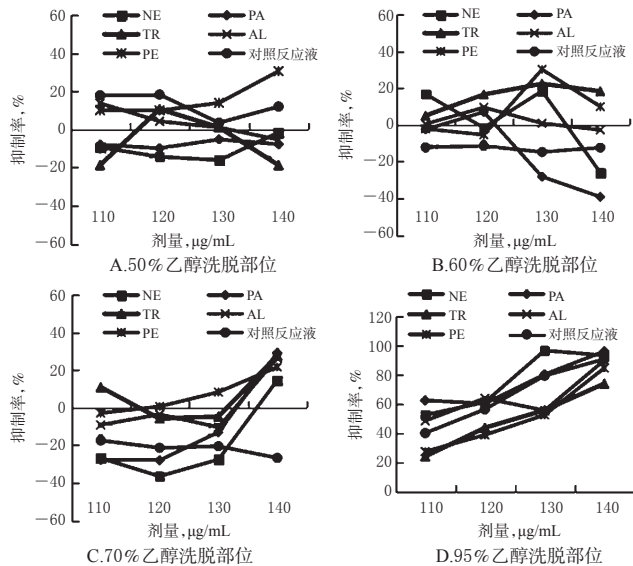 NE PA
TR AL
PE 对照反应液
抑制率,%
60
40
20
0
−20
−40
−60
110 120 130 140
剂量,μg/mL
A.50%乙醇洗脱部位
NE PA
TR AL
PE 对照反应液
抑制率,%
60
40
20
0
−20
−40
−60
110 120 130 140
剂量,μg/mL
B.60%乙醇洗脱部位
NE PA
TR AL
PE 对照反应液
抑制率,%
60
40
20
0
−20
−40
−60
110 120 130 140
剂量,μg/mL
C.70%乙醇洗脱部位
NE PA
TR AL
PE 对照反应液
抑制率,%
120
100
80
60
40
20
0
110 120 130 140
剂量,μg/mL
D.95%乙醇洗脱部位